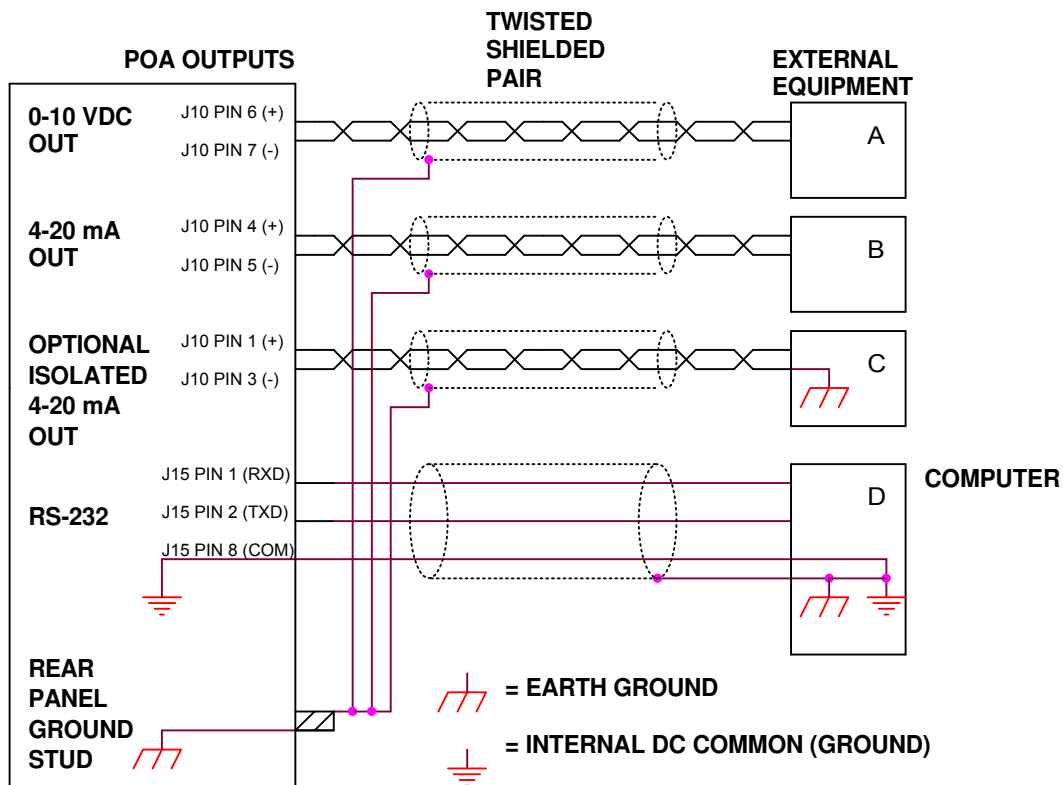 TWISTED
SHIELDED
PAIR
POA OUTPUTS
EXTERNAL
EQUIPMENT
0-10 VDC
OUT
J10 PIN 6 (+)
J10 PIN 7 (-)
A
4-20 mA
OUT
J10 PIN 4 (+)
J10 PIN 5 (-)
B
OPTIONAL
ISOLATED
4-20 mA
OUT
J10 PIN 1 (+)
J10 PIN 3 (-)
C
RS-232
J15 PIN 1 (RXD)
J15 PIN 2 (TXD)
J15 PIN 8 (COM)
D
COMPUTER
REAR
PANEL
GROUND
STUD
= EARTH GROUND
= INTERNAL DC COMMON (GROUND)